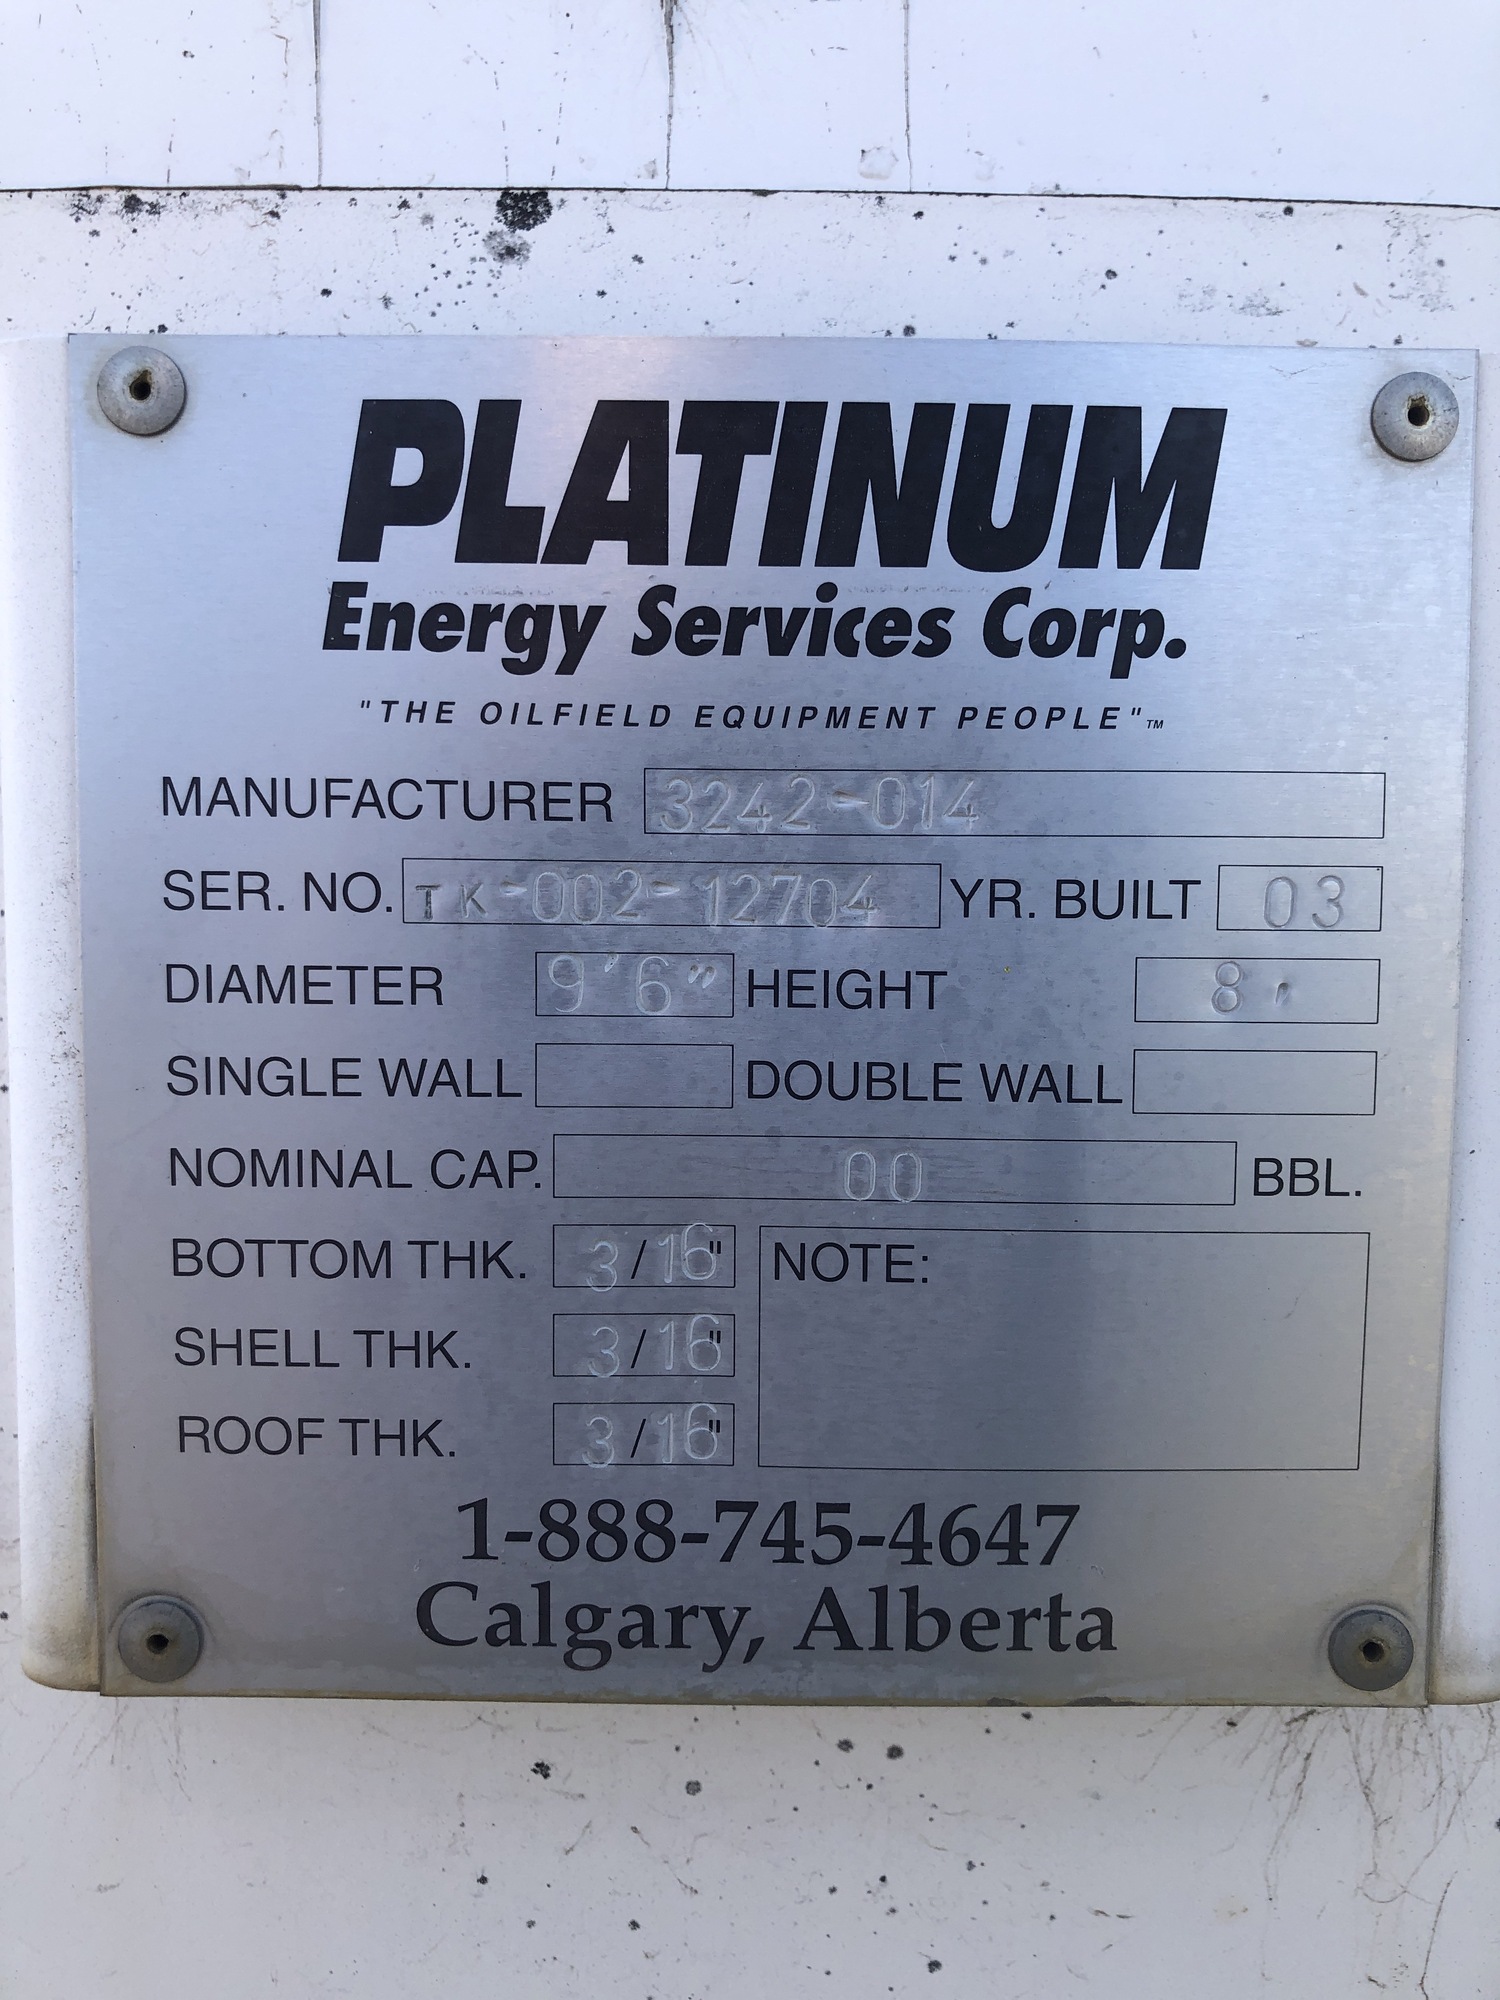 PLATINUM
Energy Services Corp.
"THE OILFIELD EQUIPMENT PEOPLE"™
MANUFACTURER 3242-014
SER. NO. TK-002-12704 YR. BUILT 03
DIAMETER 9'6" HEIGHT 8'
SINGLE WALL DOUBLE WALL
NOMINAL CAP. 00 BBL.
BOTTOM THK. 3/16" NOTE:
SHELL THK. 3/16"
ROOF THK. 3/16"
1-888-745-4647
Calgary, Alberta